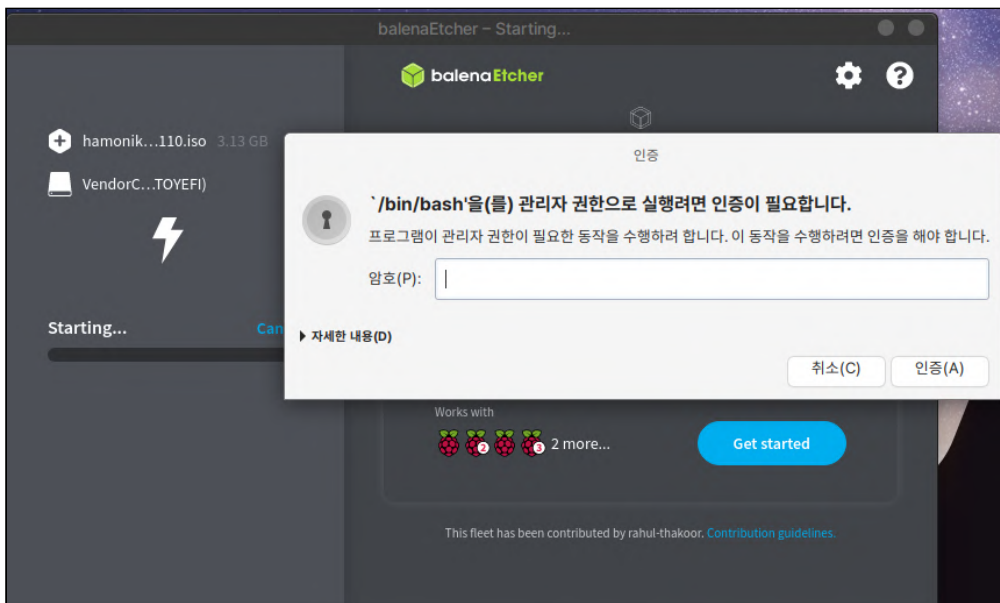 balenaEtcher – Starting...
balenaEtcher
hamonik...110.iso 3.13 GB
VendorC...TOYEFI)
인증
`/bin/bash'을(를) 관리자 권한으로 실행려면 인증이 필요합니다.
프로그램이 관리자 권한이 필요한 동작을 수행하려 합니다. 이 동작을 수행하려면 인증을 해야 합니다.
암호(P):
Starting... Can
자세한 내용(D)
취소(C) 인증(A)
Works with
2 3 2 more... Get started
This fleet has been contributed by rahul-thakoor. Contribution guidelines.